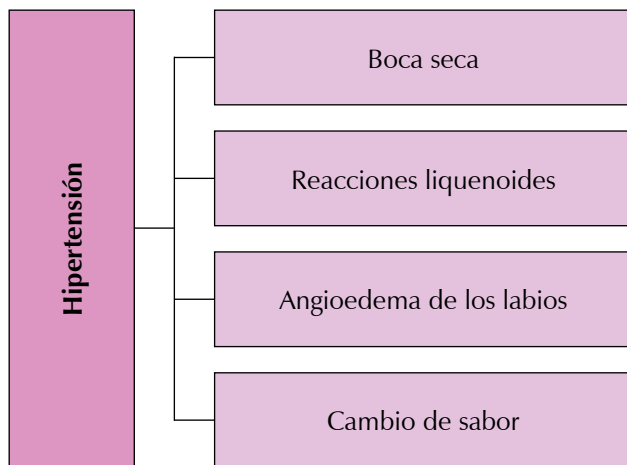 Hipertensión
Boca seca
Reacciones liquenoides
Angioedema de los labios
Cambio de sabor